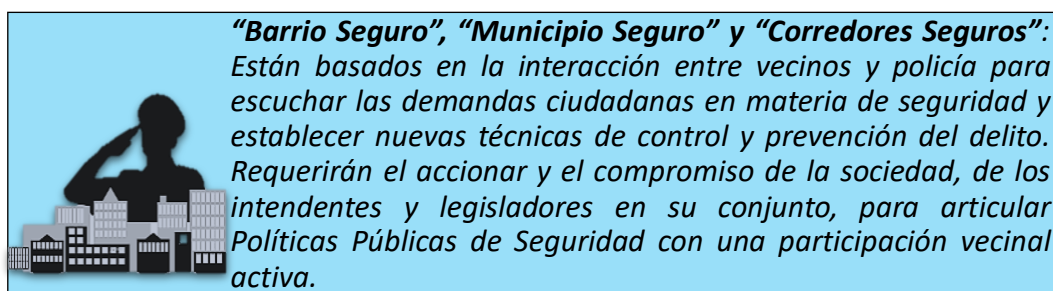 “Barrio Seguro”, “Municipio Seguro” y “Corredores Seguros”:
Están basados en la interacción entre vecinos y policía para
escuchar las demandas ciudadanas en materia de seguridad y
establecer nuevas técnicas de control y prevención del delito.
Requerirán el accionar y el compromiso de la sociedad, de los
intendentes y legisladores en su conjunto, para articular
Políticas Públicas de Seguridad con una participación vecinal
activa.